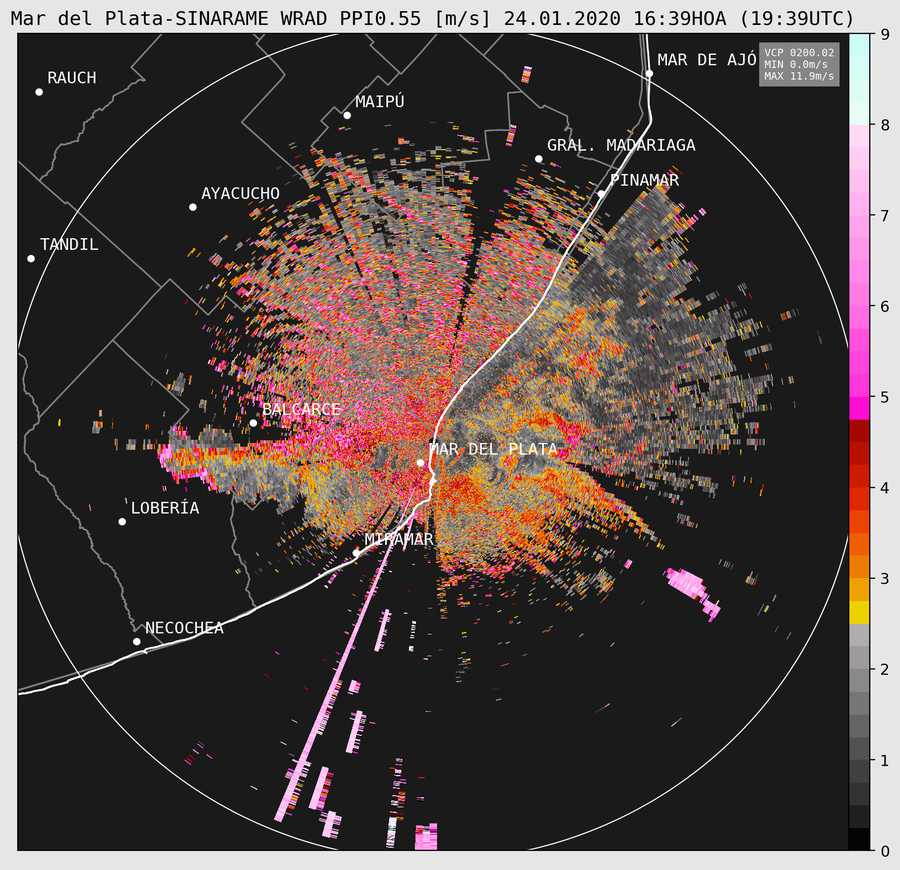 Mar del Plata-SINARAME WRAD PPI0.55 [m/s] 24.01.2020 16:39HOA (19:39UTC)
VCP 0200.02
MIN 0.0m/s
MAX 11.9m/s
MAR DE AJÓ
RAUCH
MAIPÚ
GRAL. MADARIAGA
PINAMAR
AYACUCHO
TANDIL
BALCARCE
MAR DEL PLATA
LOBERÍA
MIRAMAR
NECOCHEA
9
8
7
6
5
4
3
2
1
0